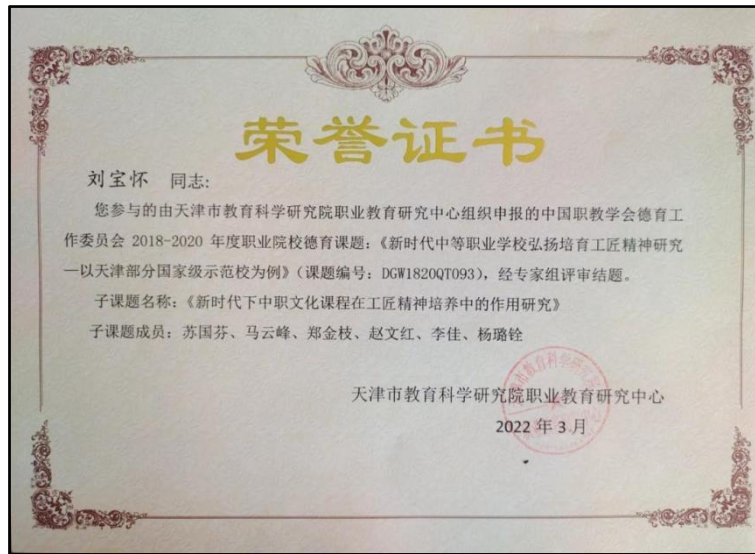 荣誉证书
刘宝怀 同志:
您参与的由天津市教育科学研究院职业教育研究中心组织申报的中国职教学会德育工
作委员会 2018-2020 年度职业院校德育课题:《新时代中等职业学校弘扬培育工匠精神研究
—以天津部分国家级示范校为例》(课题编号: DGW1820QT093), 经专家组评审结题。
子课题名称:《新时代下中职文化课程在工匠精神培养中的作用研究》
子课题成员: 苏国芬、马云峰、郑金枝、赵文红、李佳、杨璐铨
天津市教育科学研究院职业教育研究中心
2022 年 3 月